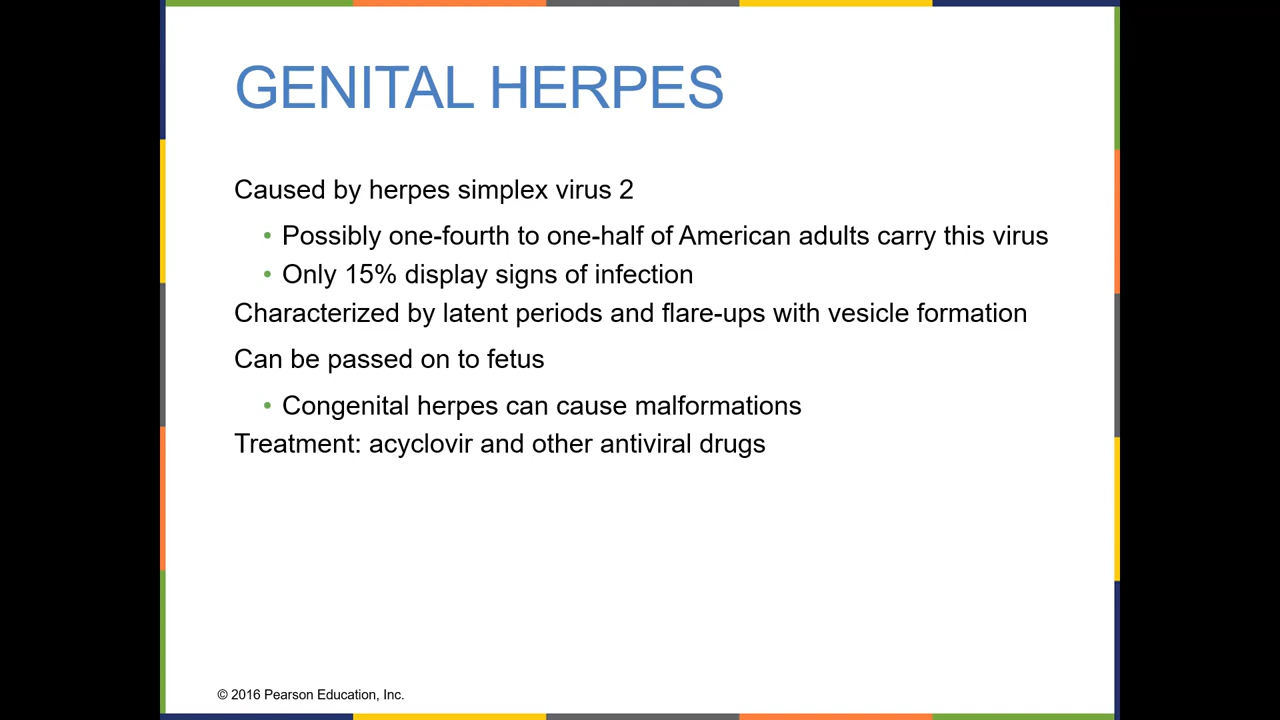 GENITAL HERPES
Caused by herpes simplex virus 2
• Possibly one-fourth to one-half of American adults carry this virus
• Only 15% display signs of infection
Characterized by latent periods and flare-ups with vesicle formation
Can be passed on to fetus
• Congenital herpes can cause malformations
Treatment: acyclovir and other antiviral drugs
© 2016 Pearson Education, Inc.